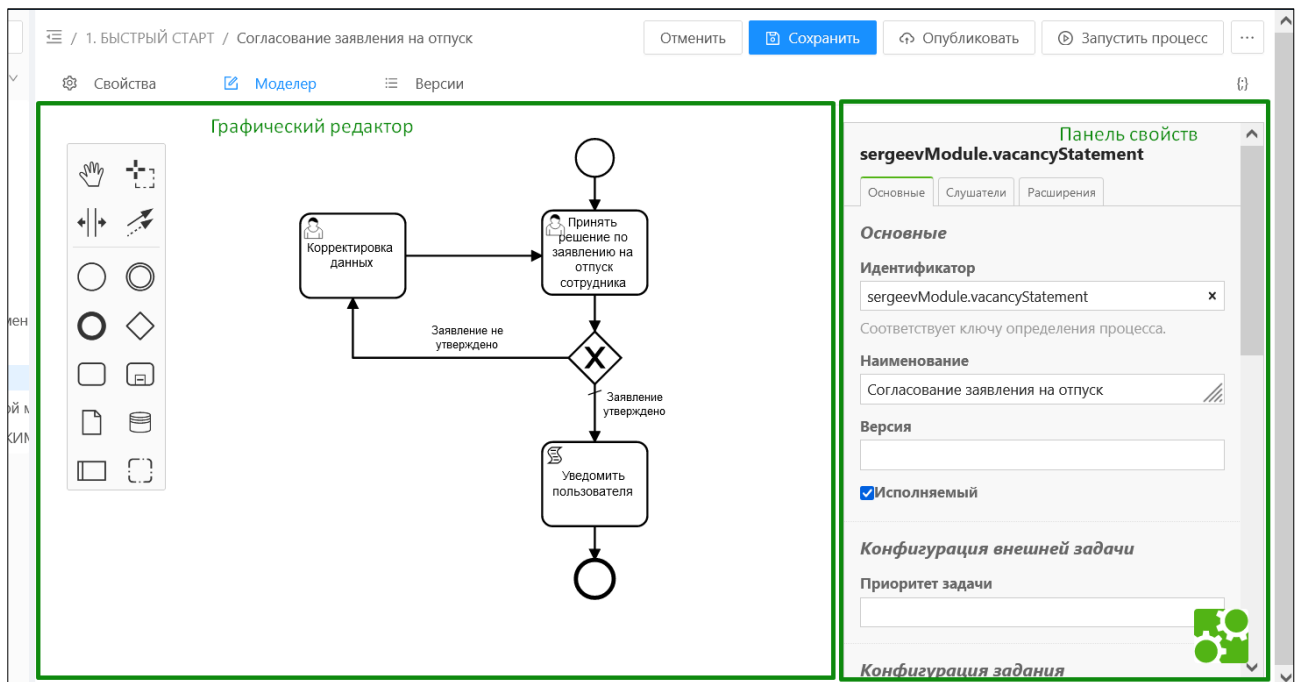 / 1. БЫСТРЫЙ СТАРТ / Согласование заявления на отпуск
Отменить
Сохранить
Опубликовать
Запустить процесс
...
Свойства
Моделер
Версии
{;}
Графический редактор
Корректировка
данных
Принять
решение по
заявлению на
отпуск
сотрудника
Заявление не
утверждено
X
Заявление
утверждено
Уведомить
пользователя
Панель свойств
sergeevModule.vacancyStatement
Основные
Слушатели
Расширения
Основные
Идентификатор
sergeevModule.vacancyStatement
Соответствует ключу определения процесса.
Наименование
Согласование заявления на отпуск
Версия
Исполняемый
Конфигурация внешней задачи
Приоритет задачи
Конфигурация задания